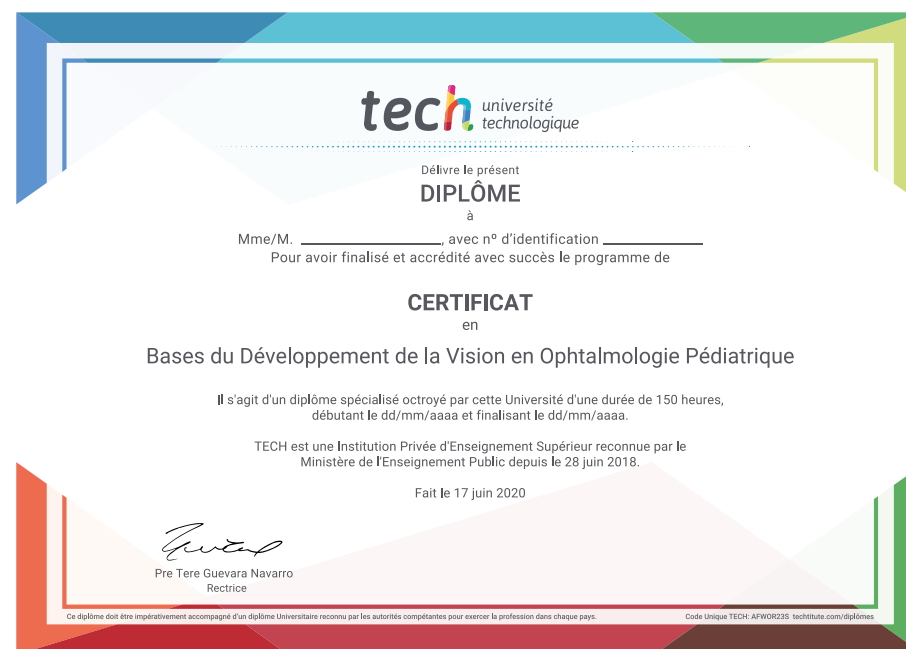 tech université
technologique
Délivre le présent
DIPLÔME
à
Mme/M. ____________________, avec nº d'identification ______________
Pour avoir finalisé et accrédité avec succès le programme de
CERTIFICAT
en
Bases du Développement de la Vision en Ophtalmologie Pédiatrique
Il s'agit d'un diplôme spécialisé octroyé par cette Université d'une durée de 150 heures,
débutant le dd/mm/aaaa et finalisant le dd/mm/aaaa.
TECH est une Institution Privée d'Enseignement Supérieur reconnue par le
Ministère de l'Enseignement Public depuis le 28 juin 2018.
Fait le 17 juin 2020
Pre Tere Guevara Navarro
Rectrice
Ce diplôme doit être impérativement accompagné d'un diplôme Universitaire reconnu par les autorités compétantes pour exercer la profession dans chaque pays.
Code Unique TECH: AFWOR23S techtitute.com/diplômes